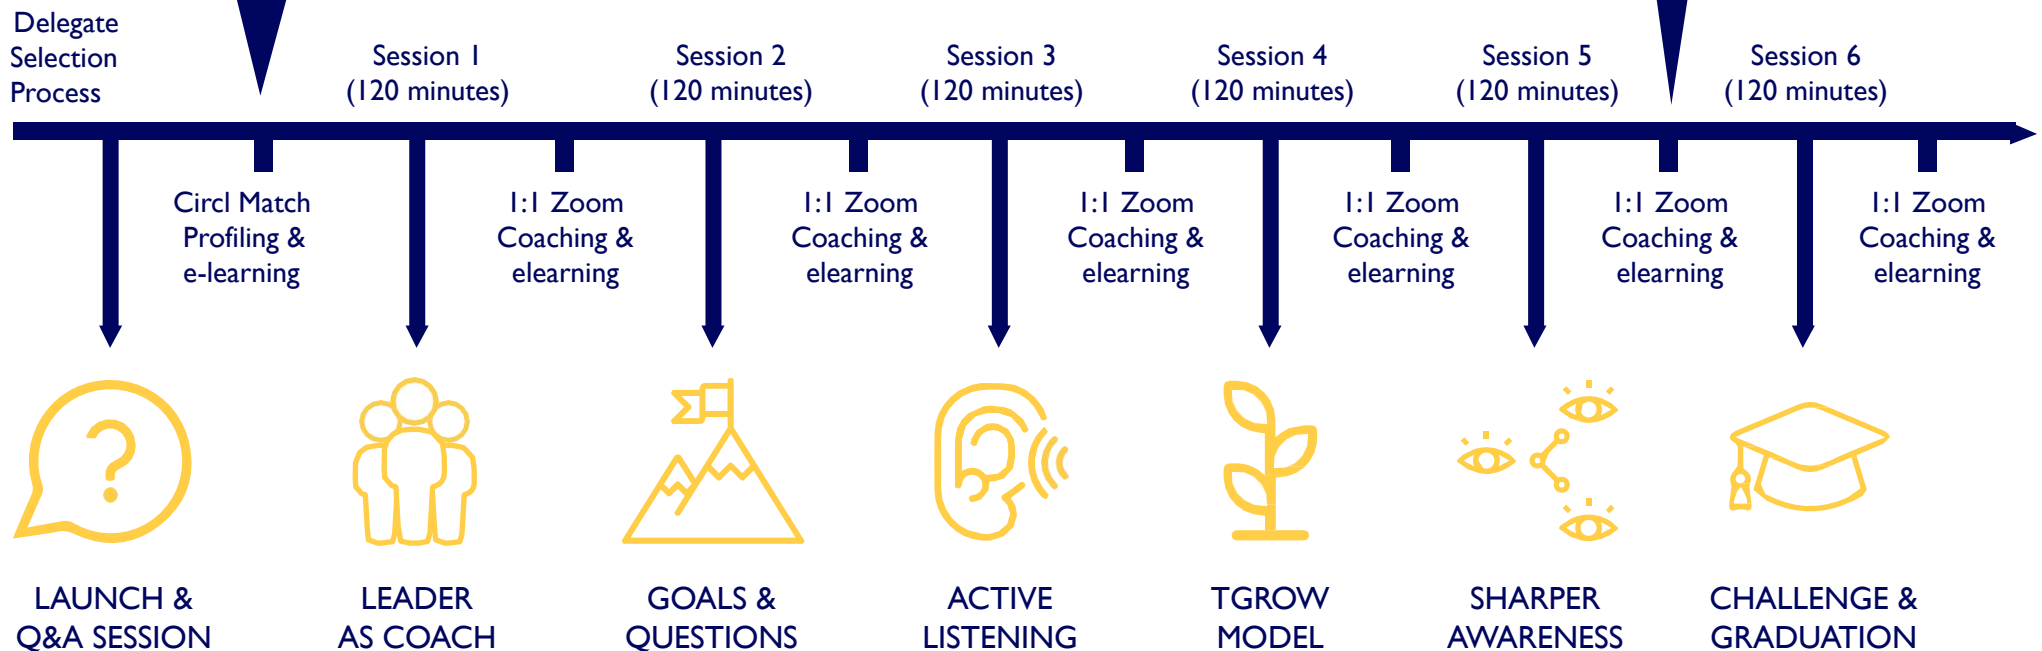 Delegate
Selection
Process
Session 1
(120 minutes)
Session 2
(120 minutes)
Session 3
(120 minutes)
Session 4
(120 minutes)
Session 5
(120 minutes)
Session 6
(120 minutes)
Circl Match
Profiling &
e-learning
1:1 Zoom
Coaching &
elearning
1:1 Zoom
Coaching &
elearning
1:1 Zoom
Coaching &
elearning
1:1 Zoom
Coaching &
elearning
1:1 Zoom
Coaching &
elearning
1:1 Zoom
Coaching &
elearning
?
LAUNCH &
Q&A SESSION
LEADER
AS COACH
GOALS &
QUESTIONS
ACTIVE
LISTENING
TGROW
MODEL
SHARPER
AWARENESS
CHALLENGE &
GRADUATION